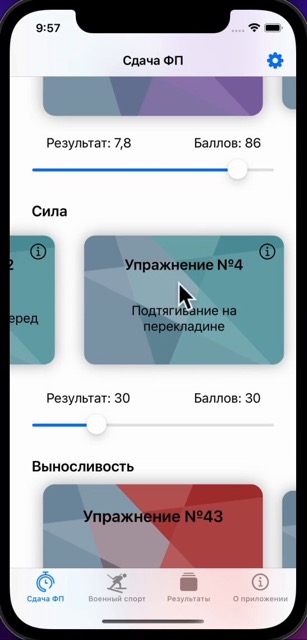 9:57
Сдача ФП
Результат: 7,8 Баллов: 86
Сила
2 Упражнение №4
еред Подтягивание на
перекладине
Результат: 30 Баллов: 30
Выносливость
Упражнение №43
Сдача ФП Военный спорт Результаты О приложении